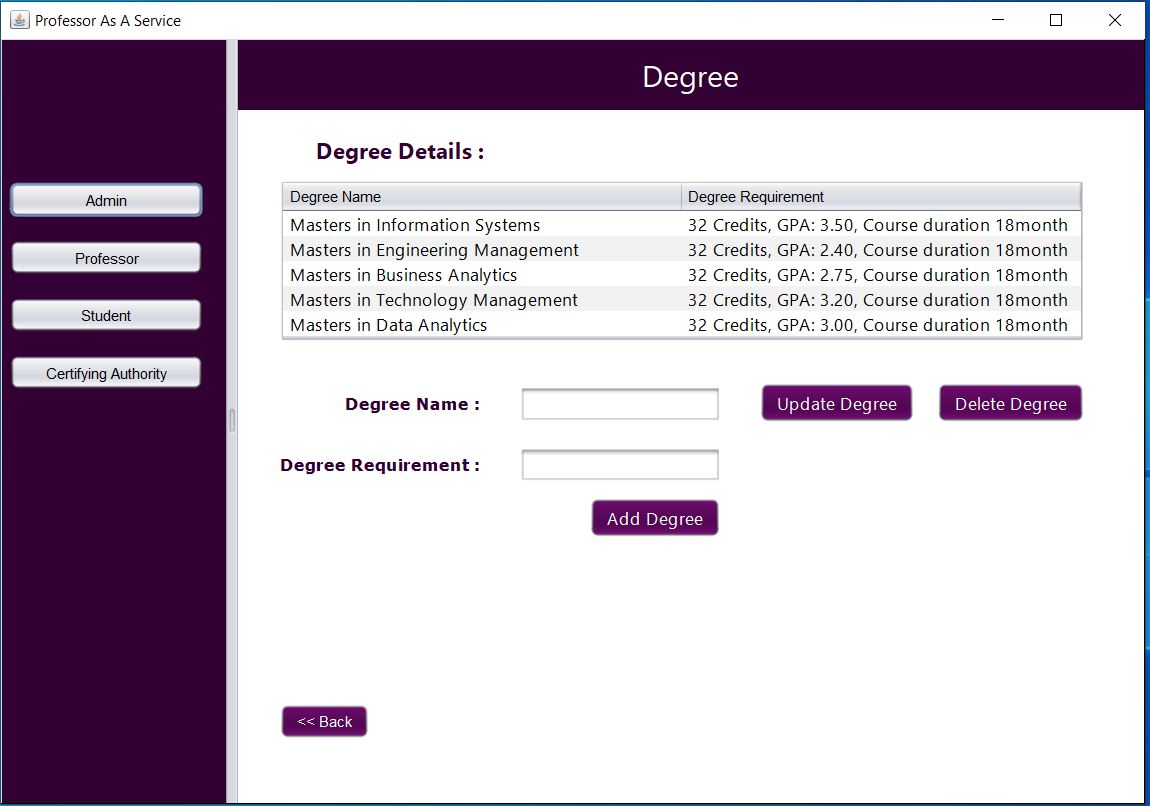 Professor As A Service
Degree
Admin
Professor
Student
Certifying Authority
Degree Details :
Degree Name Degree Requirement
Masters in Information Systems 32 Credits, GPA: 3.50, Course duration 18month
Masters in Engineering Management 32 Credits, GPA: 2.40, Course duration 18month
Masters in Business Analytics 32 Credits, GPA: 2.75, Course duration 18month
Masters in Technology Management 32 Credits, GPA: 3.20, Course duration 18month
Masters in Data Analytics 32 Credits, GPA: 3.00, Course duration 18month
Degree Name : Update Degree Delete Degree
Degree Requirement :
Add Degree
<< Back